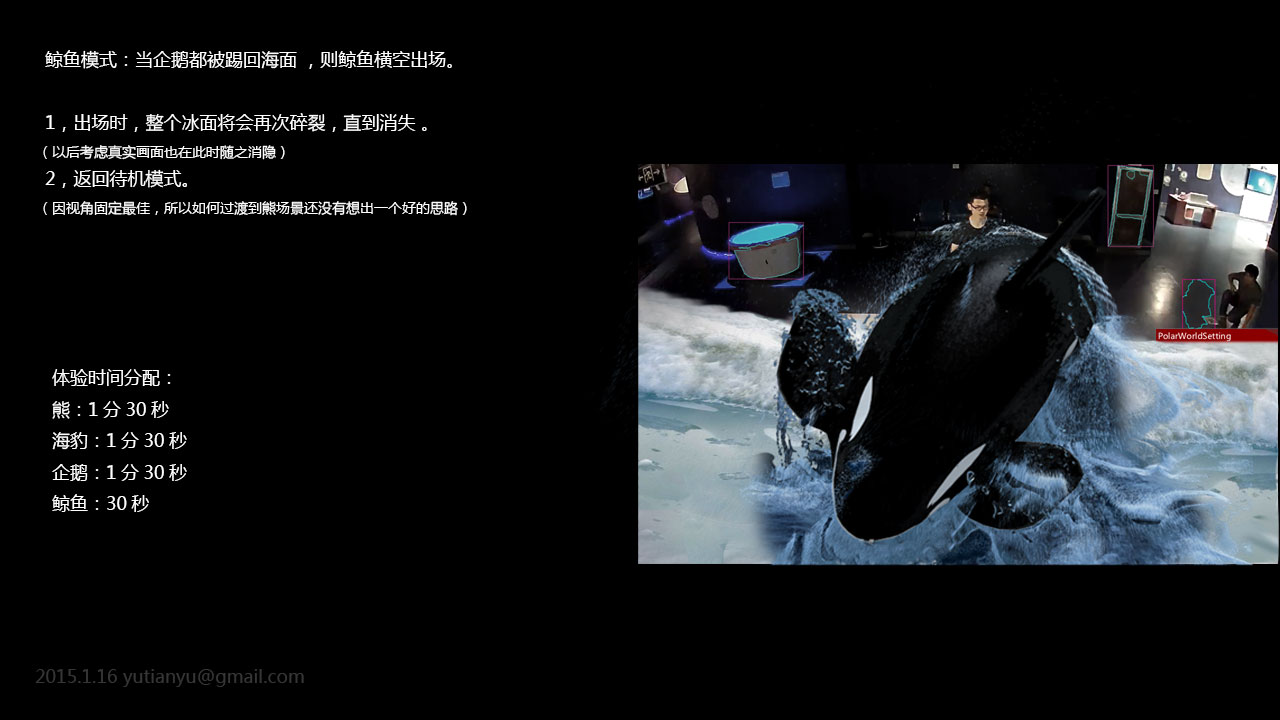 鲸鱼模式：当企鹅都被踢回海面 ，则鲸鱼横空出场。
1，出场时，整个冰面将会再次碎裂，直到消失 。
（以后考虑真实画面也在此时随之消隐）
2，返回待机模式。
（因视角固定最佳，所以如何过渡到熊场景还没有想出一个好的思路）
PolarWorldSetting
体验时间分配：
熊：1 分 30 秒
海豹：1 分 30 秒
企鹅：1 分 30 秒
鲸鱼：30 秒
2015.1.16 yutianyu@gmail.com